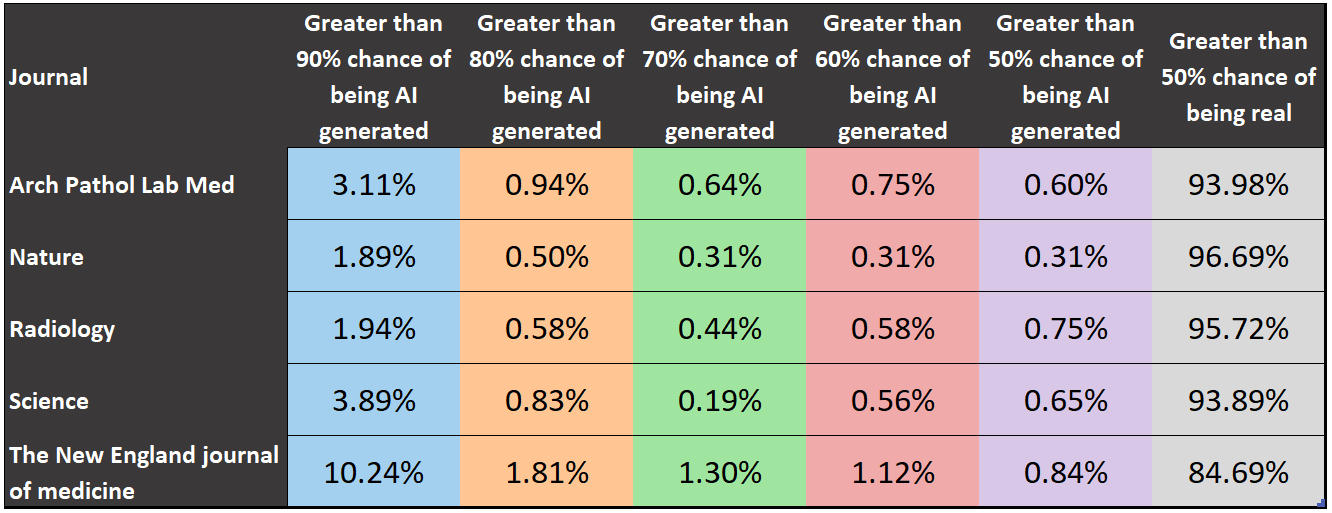 Journal
Greater than
90% chance of
being AI
generated
Greater than
80% chance of
being AI
generated
Greater than
70% chance of
being AI
generated
Greater than
60% chance of
being AI
generated
Greater than
50% chance of
being AI
generated
Greater than
50% chance of
being real
Arch Pathol Lab Med 3.11% 0.94% 0.64% 0.75% 0.60% 93.98%
Nature 1.89% 0.50% 0.31% 0.31% 0.31% 96.69%
Radiology 1.94% 0.58% 0.44% 0.58% 0.75% 95.72%
Science 3.89% 0.83% 0.19% 0.56% 0.65% 93.89%
The New England journal
of medicine 10.24% 1.81% 1.30% 1.12% 0.84% 84.69%